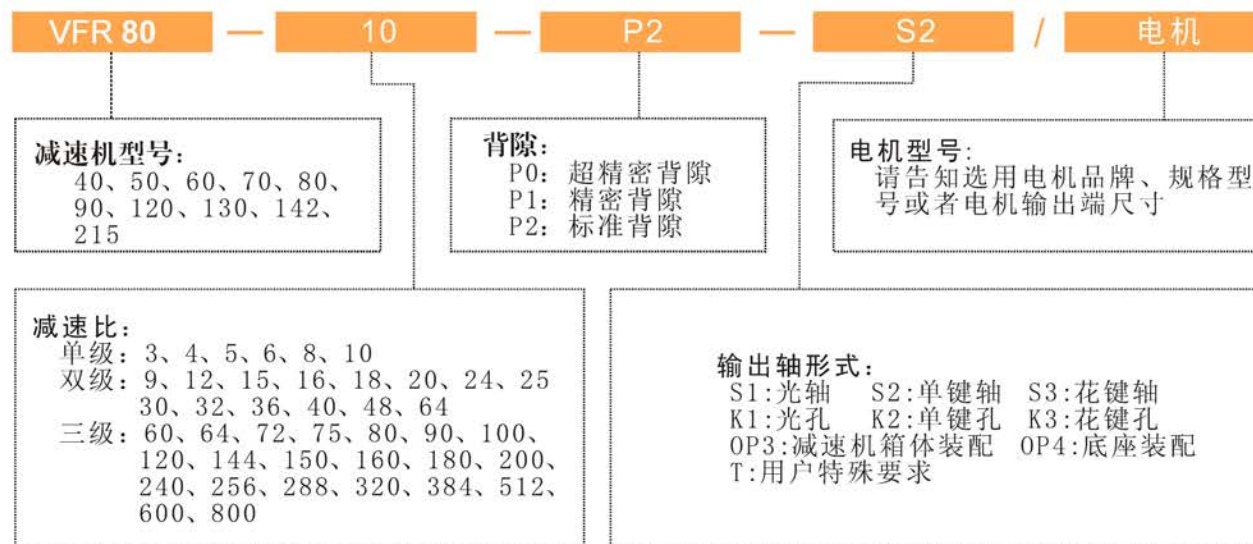 VFR 80 — 10 — P2 — S2 / 电机
减速机型号：
40、50、60、70、80、
90、120、130、142、
215
背隙：
P0：超精密背隙
P1：精密背隙
P2：标准背隙
电机型号：
请告知选用电机品牌、规格型
号或者电机输出端尺寸
减速比：
单级：3、4、5、6、8、10
双级：9、12、15、16、18、20、24、25
30、32、36、40、48、64
三级：60、64、72、75、80、90、100、
120、144、150、160、180、200、
240、256、288、320、384、512、
600、800
输出轴形式：
S1:光轴 S2:单键轴 S3:花键轴
K1:光孔 K2:单键孔 K3:花键孔
OP3:减速机箱体装配 OP4:底座装配
T:用户特殊要求